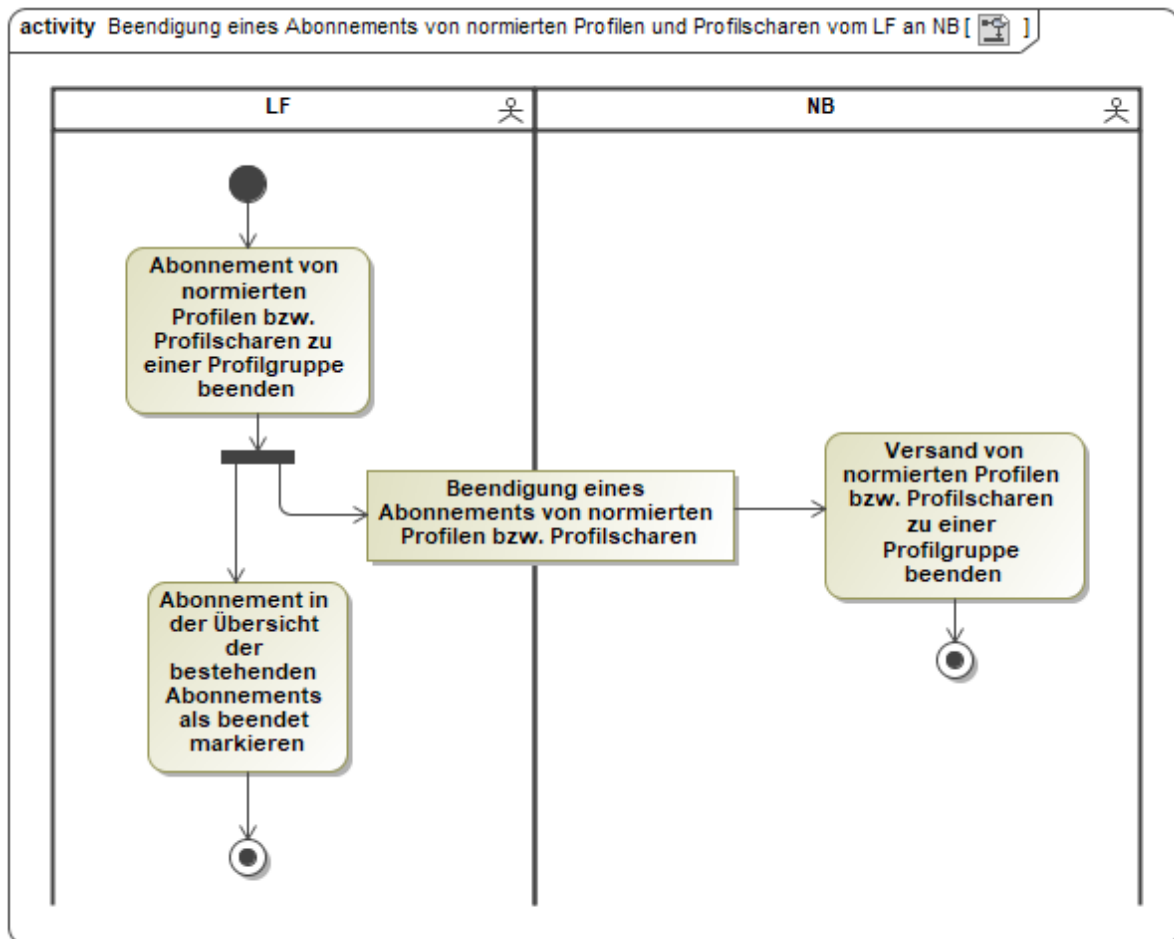 activity Beendigung eines Abonnements von normierten Profilen und Profilscharen vom LF an NB [ ]
LF
NB
Abonnement von
normierten
Profilen bzw.
Profilscharen zu
einer Profilgruppe
beenden
Beendigung eines
Abonnements von normierten
Profilen bzw. Profilscharen
Versand von
normierten Profilen
bzw. Profilscharen
zu einer
Profilgruppe
beenden
Abonnement in
der Übersicht
der
bestehenden
Abonnements
als beendet
markieren